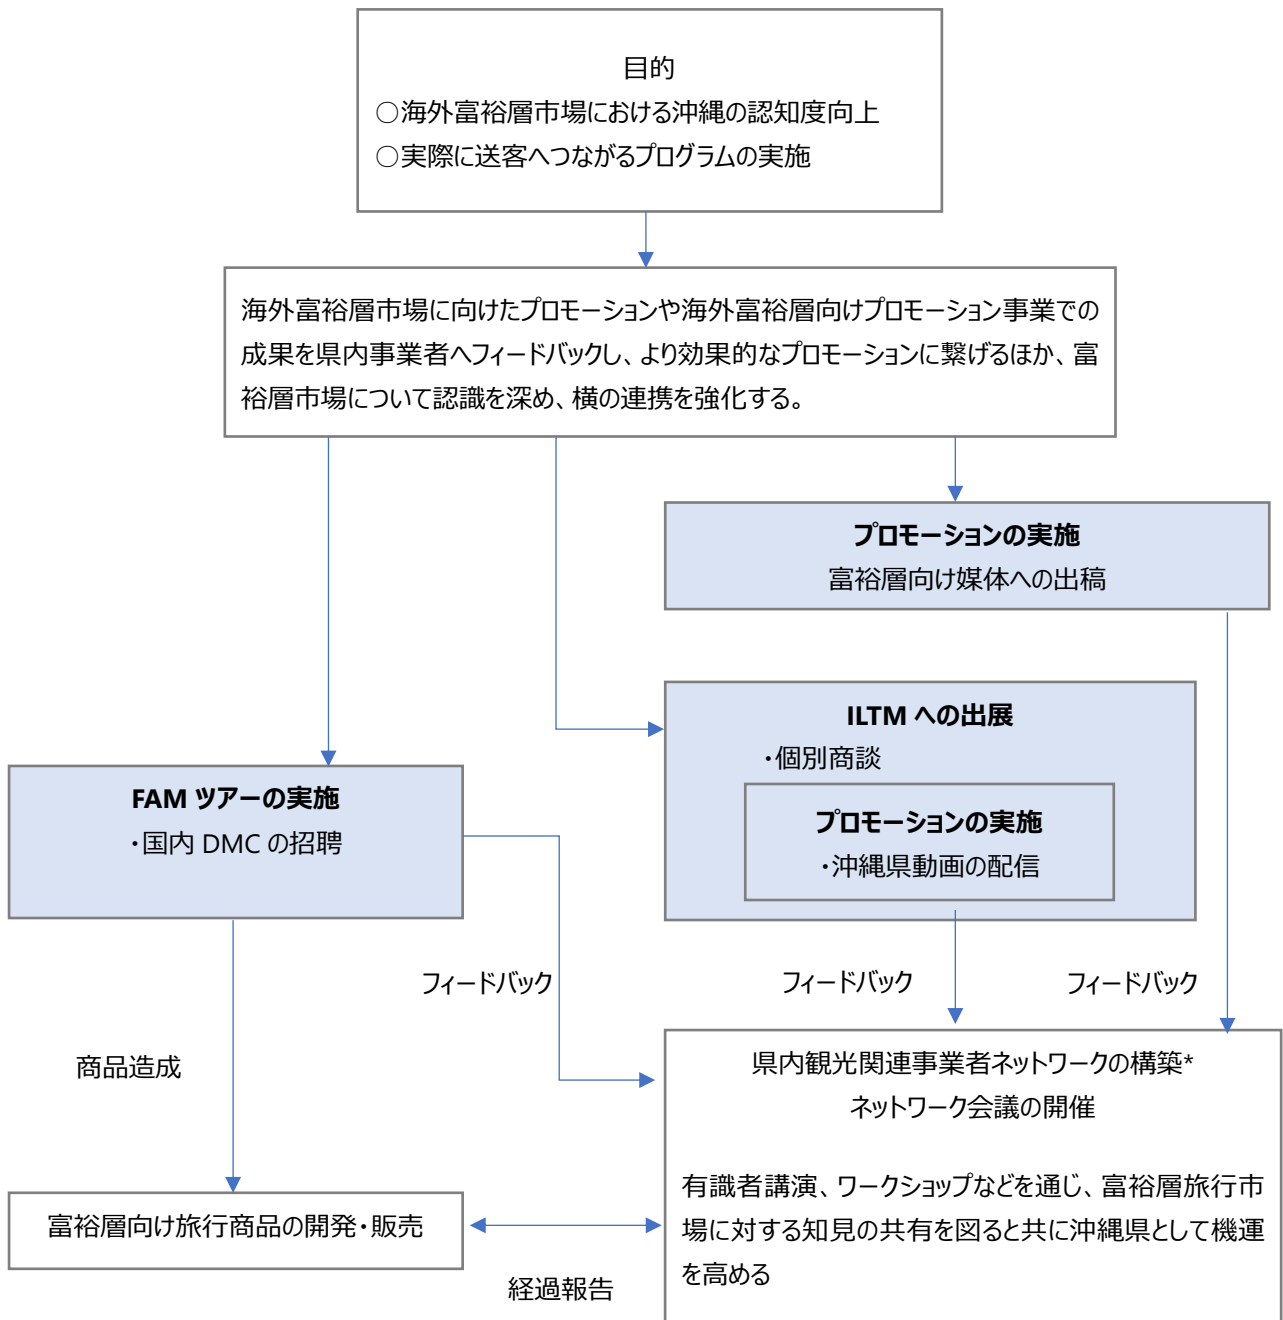 目的
○海外富裕層市場における沖縄の認知度向上
○実際に送客へつながるプログラムの実施
海外富裕層市場に向けたプロモーションや海外富裕層向けプロモーション事業での
成果を県内事業者へフィードバックし、より効果的なプロモーションに繋げるほか、富
裕層市場について認識を深め、横の連携を強化する。
プロモーションの実施
富裕層向け媒体への出稿
ILTM への出展
・個別商談
プロモーションの実施
・沖縄県動画の配信
FAM ツアーの実施
・国内 DMC の招聘
フィードバック
フィードバック
フィードバック
商品造成
県内観光関連事業者ネットワークの構築*
ネットワーク会議の開催
有識者講演、ワークショップなどを通じ、富裕層旅行市
場に対する知見の共有を図ると共に沖縄県として機運
を高める
富裕層向け旅行商品の開発・販売
経過報告